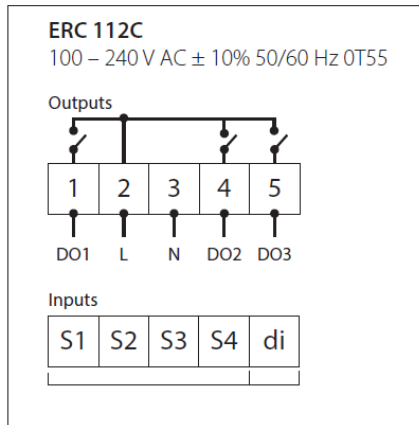 ERC 112C
100 – 240 V AC ± 10% 50/60 Hz 0T55
Outputs
1 2 3 4 5
DO1 L N DO2 DO3
Inputs
S1 S2 S3 S4 di